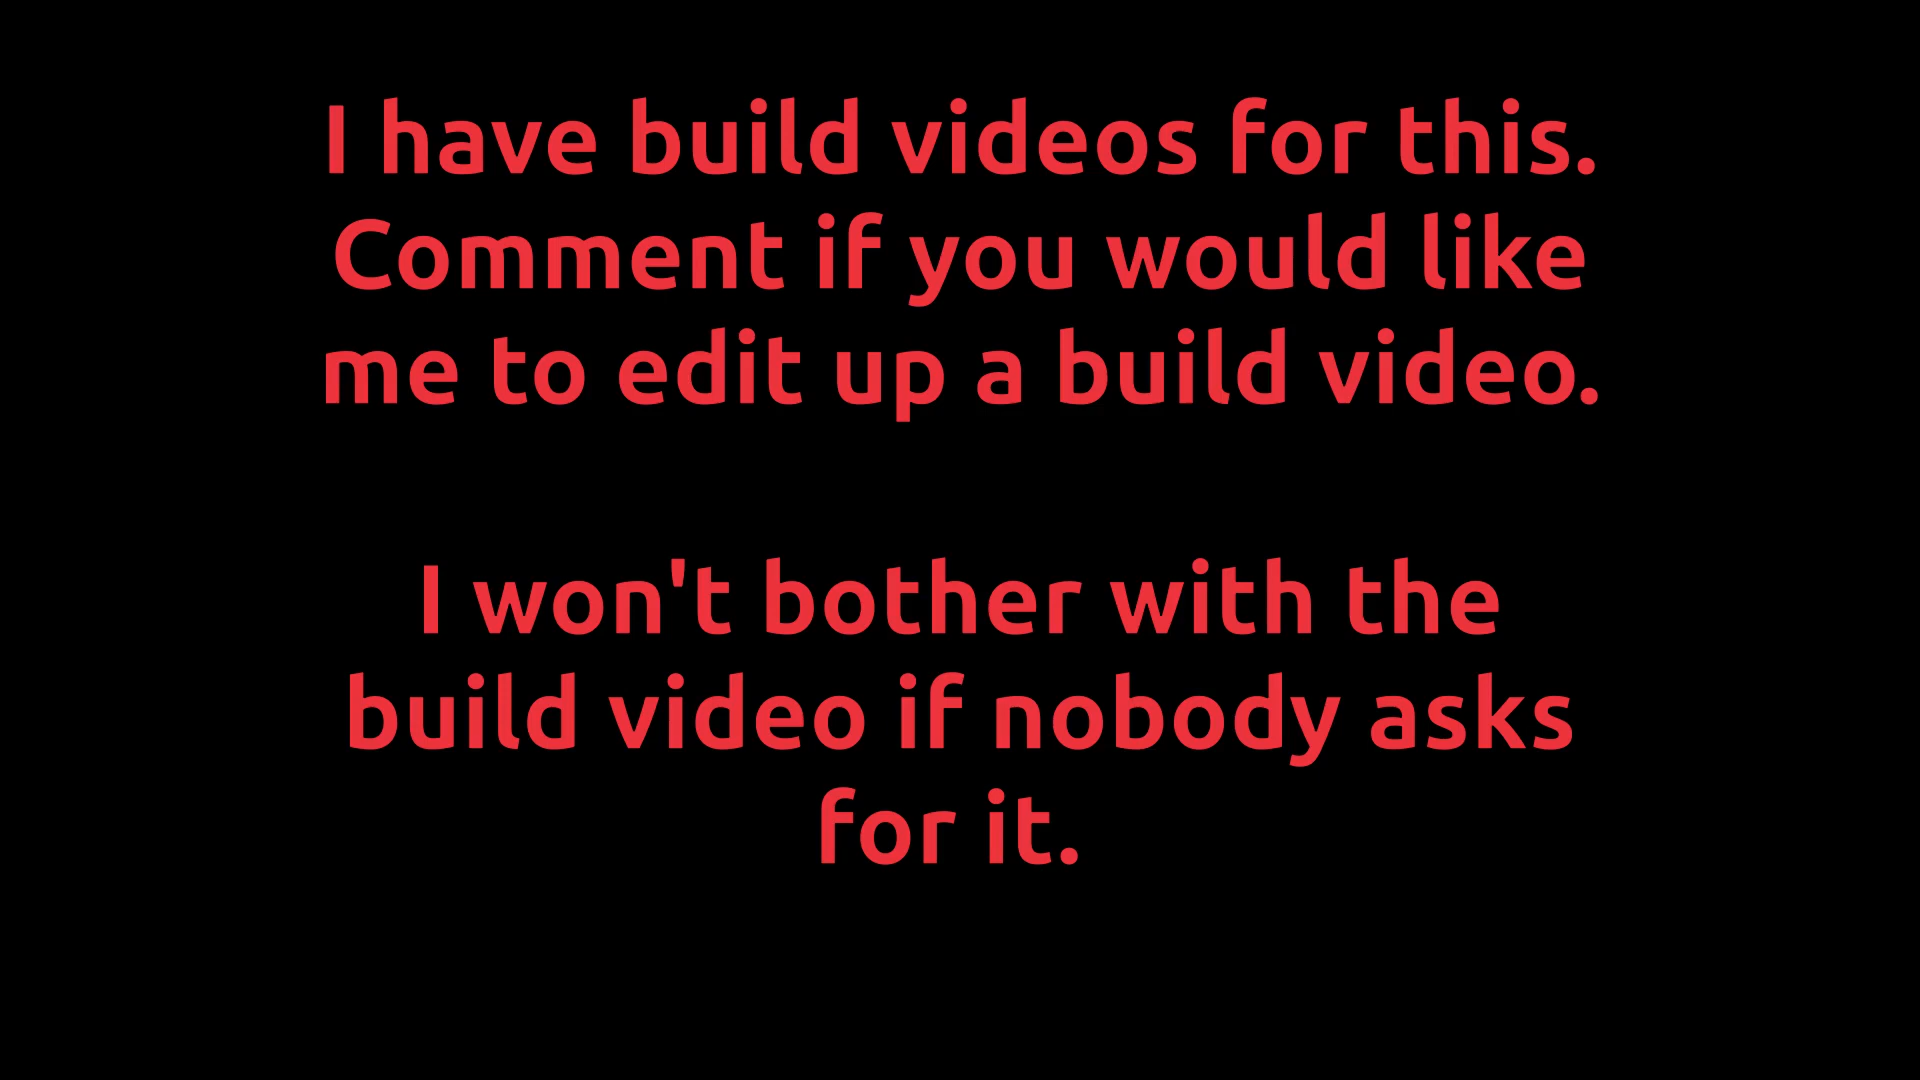 I have build videos for this.
Comment if you would like
me to edit up a build video.
I won't bother with the
build video if nobody asks
for it.